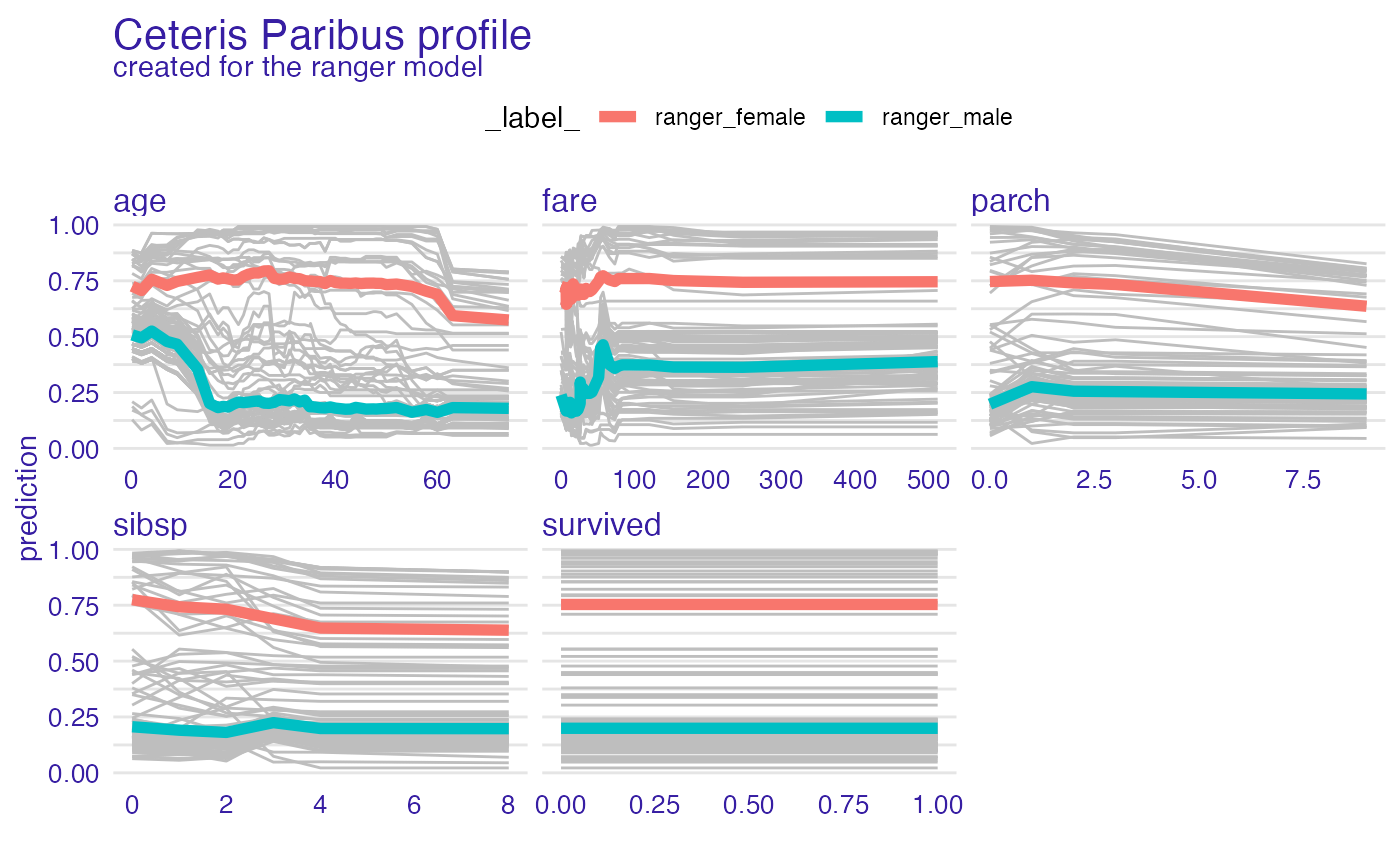 Ceteris Paribus profile
created for the ranger model
_label_ ranger_female ranger_male
age fare parch
1.00
0.75
0.50
0.25
0.00
0 20 40 60 0 100 200 300 400 500 0.0 2.5 5.0 7.5
prediction
sibsp survived
1.00
0.75
0.50
0.25
0.00
0 2 4 6 8 0.00 0.25 0.50 0.75 1.00